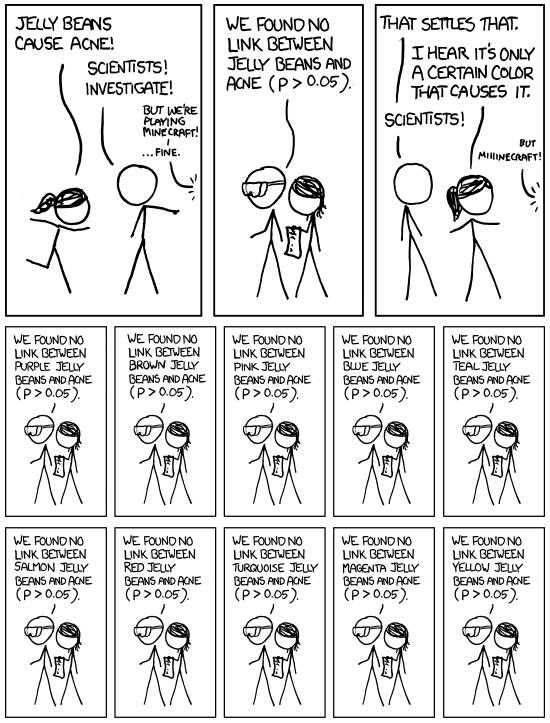 JELLY BEANS
CAUSE ACNE!
SCIENTISTS!
INVESTIGATE!
BUT WE'RE
PLAYING
MINECRAFT!
...FINE.
WE FOUND NO
LINK BETWEEN
JELLY BEANS AND
ACNE (P > 0.05).
THAT SETTLES THAT.
I HEAR IT'S ONLY
A CERTAIN COLOR
THAT CAUSES IT.
SCIENTISTS!
BUT
MIIINECRAFT!
WE FOUND NO
LINK BETWEEN
PURPLE JELLY
BEANS AND ACNE
(P > 0.05).
WE FOUND NO
LINK BETWEEN
BROWN JELLY
BEANS AND ACNE
(P > 0.05).
WE FOUND NO
LINK BETWEEN
PINK JELLY
BEANS AND ACNE
(P > 0.05).
WE FOUND NO
LINK BETWEEN
BLUE JELLY
BEANS AND ACNE
(P > 0.05).
WE FOUND NO
LINK BETWEEN
TEAL JELLY
BEANS AND ACNE
(P > 0.05).
WE FOUND NO
LINK BETWEEN
SALMON JELLY
BEANS AND ACNE
(P > 0.05).
WE FOUND NO
LINK BETWEEN
RED JELLY
BEANS AND ACNE
(P > 0.05).
WE FOUND NO
LINK BETWEEN
TURQUOISE JELLY
BEANS AND ACNE
(P > 0.05).
WE FOUND NO
LINK BETWEEN
MAGENTA JELLY
BEANS AND ACNE
(P > 0.05).
WE FOUND NO
LINK BETWEEN
YELLOW JELLY
BEANS AND ACNE
(P > 0.05).